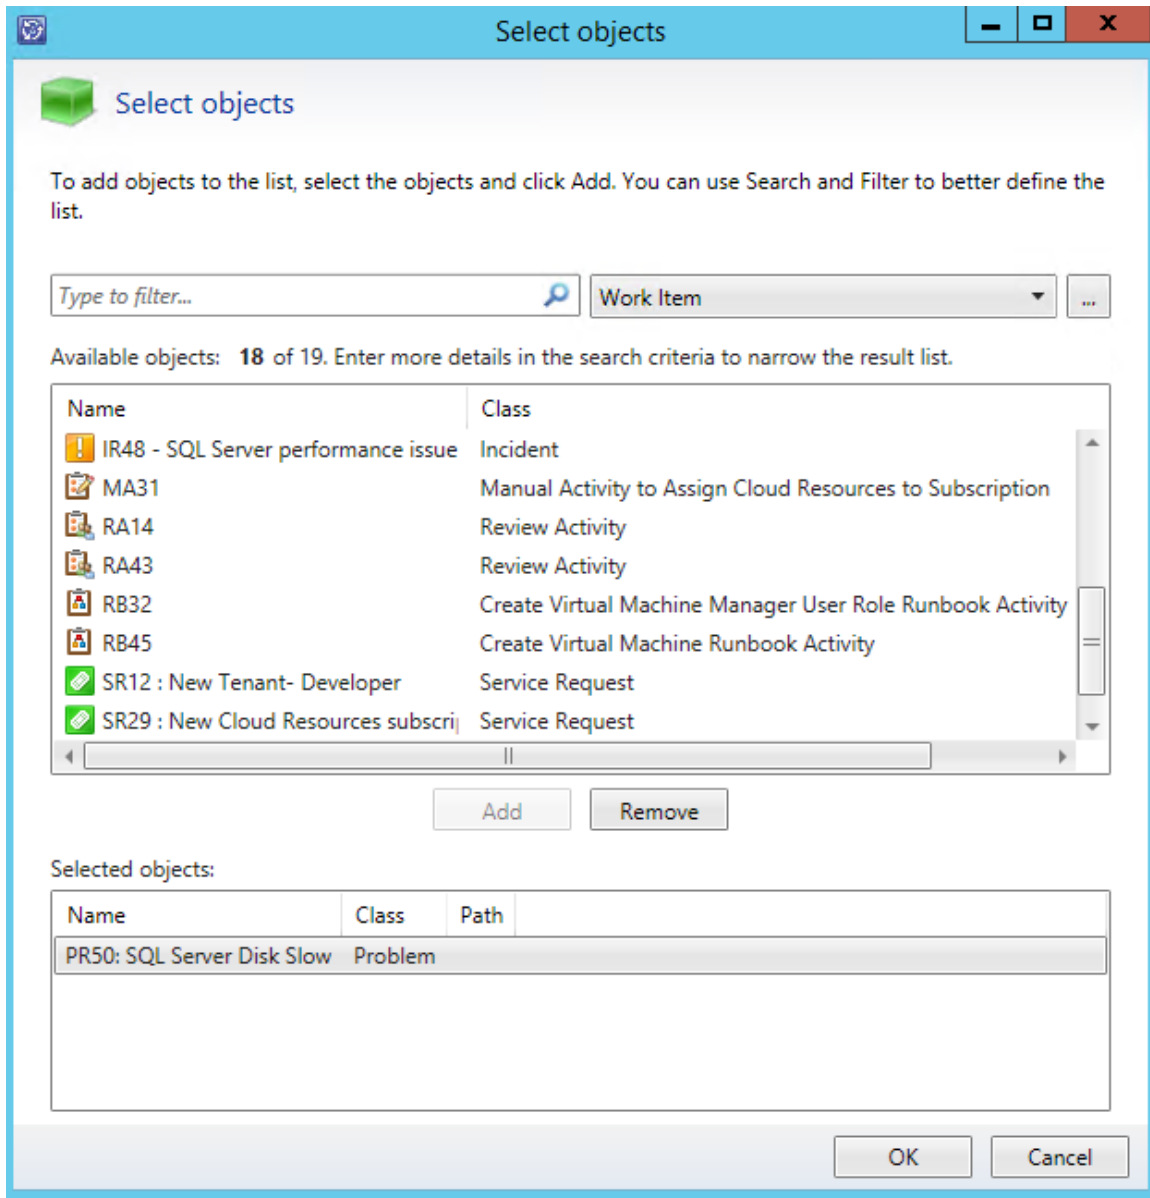 Select objects
Select objects
To add objects to the list, select the objects and click Add. You can use Search and Filter to better define the
list.
Type to filter...
Work Item
...
Available objects: 18 of 19. Enter more details in the search criteria to narrow the result list.
Name Class
IR48 - SQL Server performance issue Incident
MA31 Manual Activity to Assign Cloud Resources to Subscription
RA14 Review Activity
RA43 Review Activity
RB32 Create Virtual Machine Manager User Role Runbook Activity
RB45 Create Virtual Machine Runbook Activity
SR12 : New Tenant- Developer Service Request
SR29 : New Cloud Resources subscrip Service Request
Add Remove
Selected objects:
Name Class Path
PR50: SQL Server Disk Slow Problem
OK Cancel